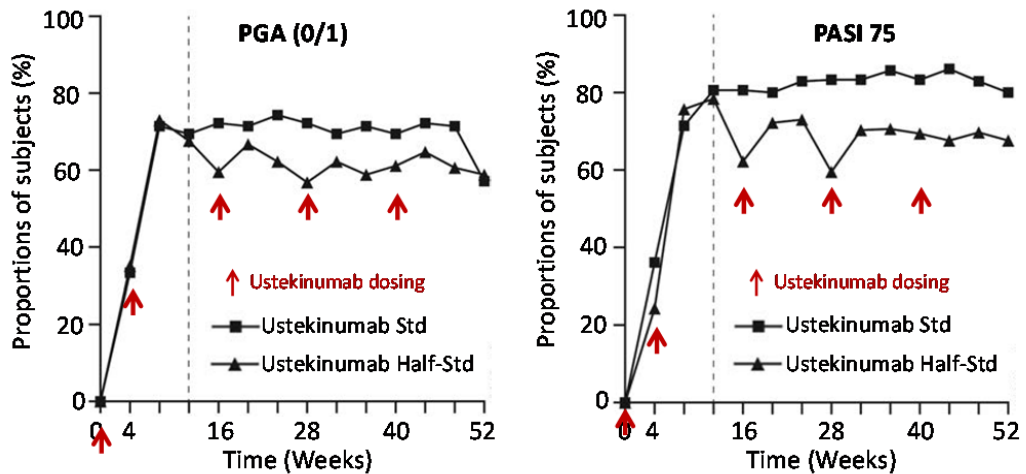 PGA (0/1)
Proportions of subjects (%)
100
80
60
40
20
0
Ustekinumab dosing
Ustekinumab Std
Ustekinumab Half-Std
0 4 16 28 40 52
Time (Weeks)
PASI 75
Proportions of subjects (%)
100
80
60
40
20
0
Ustekinumab dosing
Ustekinumab Std
Ustekinumab Half-Std
0 4 16 28 40 52
Time (Weeks)